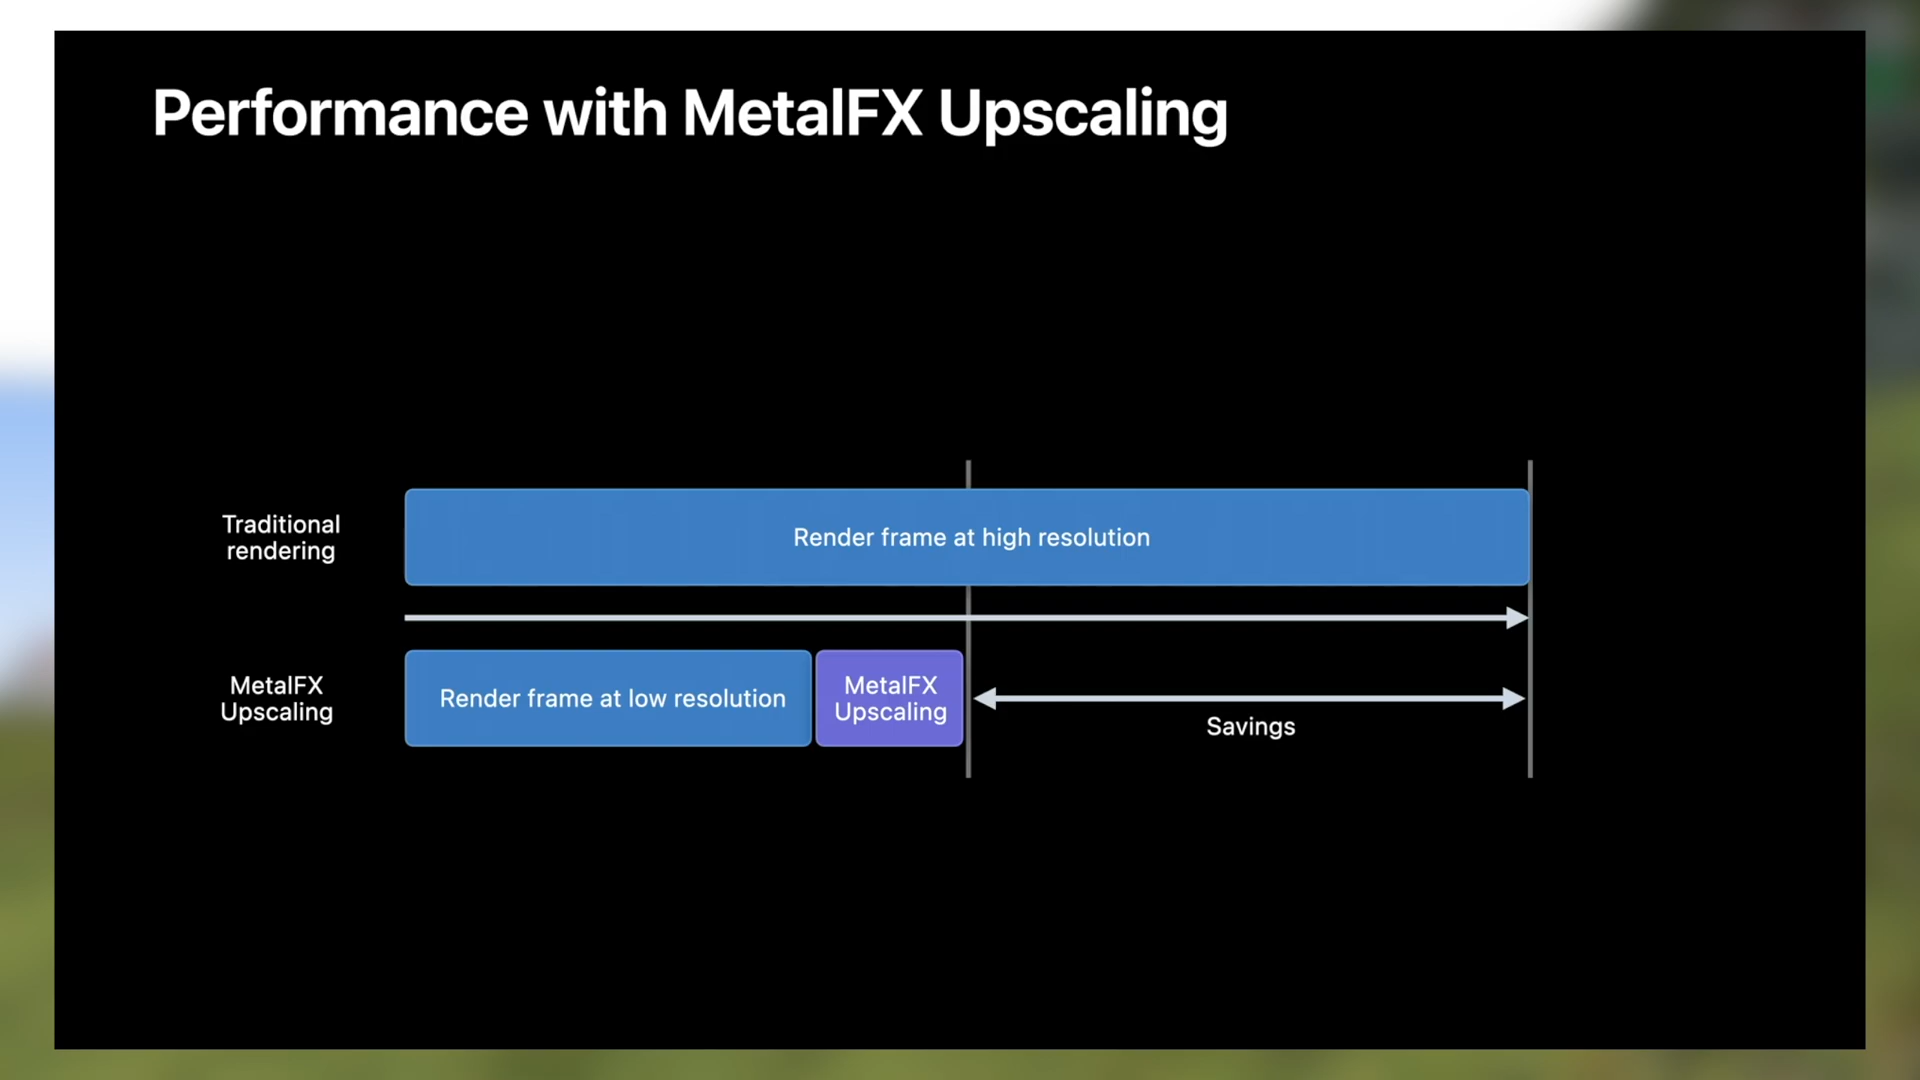 Performance with MetalFX Upscaling
Traditional
rendering
Render frame at high resolution
MetalFX
Upscaling
Render frame at low resolution
MetalFX
Upscaling
Savings